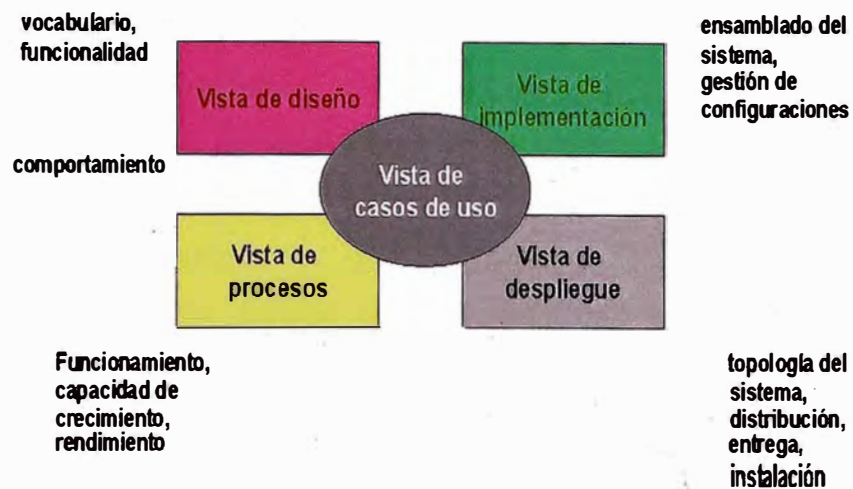 vocabulario,
funcionalidad
ensamblado del
sistema,
gestión de
configuraciones
Vista de diseño
Vista de
implementación
comportamiento
Vista de
casos de uso
Vista de
procesos
Vista de
despliegue
Funcionamiento,
capacidad de
crecimiento,
rendimiento
topología del
sistema,
distribución,
entrega,
instalación